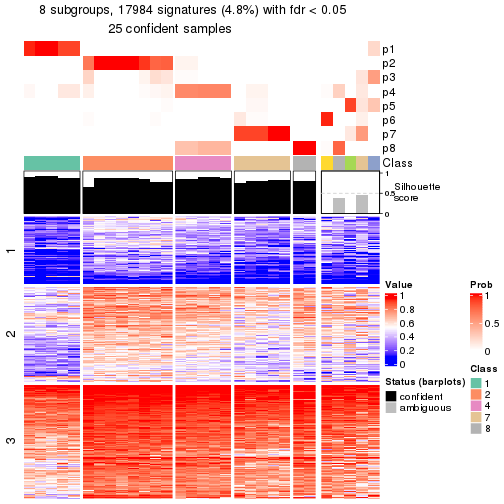 8 subgroups, 17984 signatures (4.8%) with fdr < 0.05
25 confident samples
p1
p2
p3
p4
p5
p6
p7
p8
Class
1
0.5
0
Silhouette
score
1
2
3
Value
1
0.8
0.6
0.4
0.2
0
Prob
1
0.5
0
Status (barplots)
confident
ambiguous
Class
1
2
4
7
8